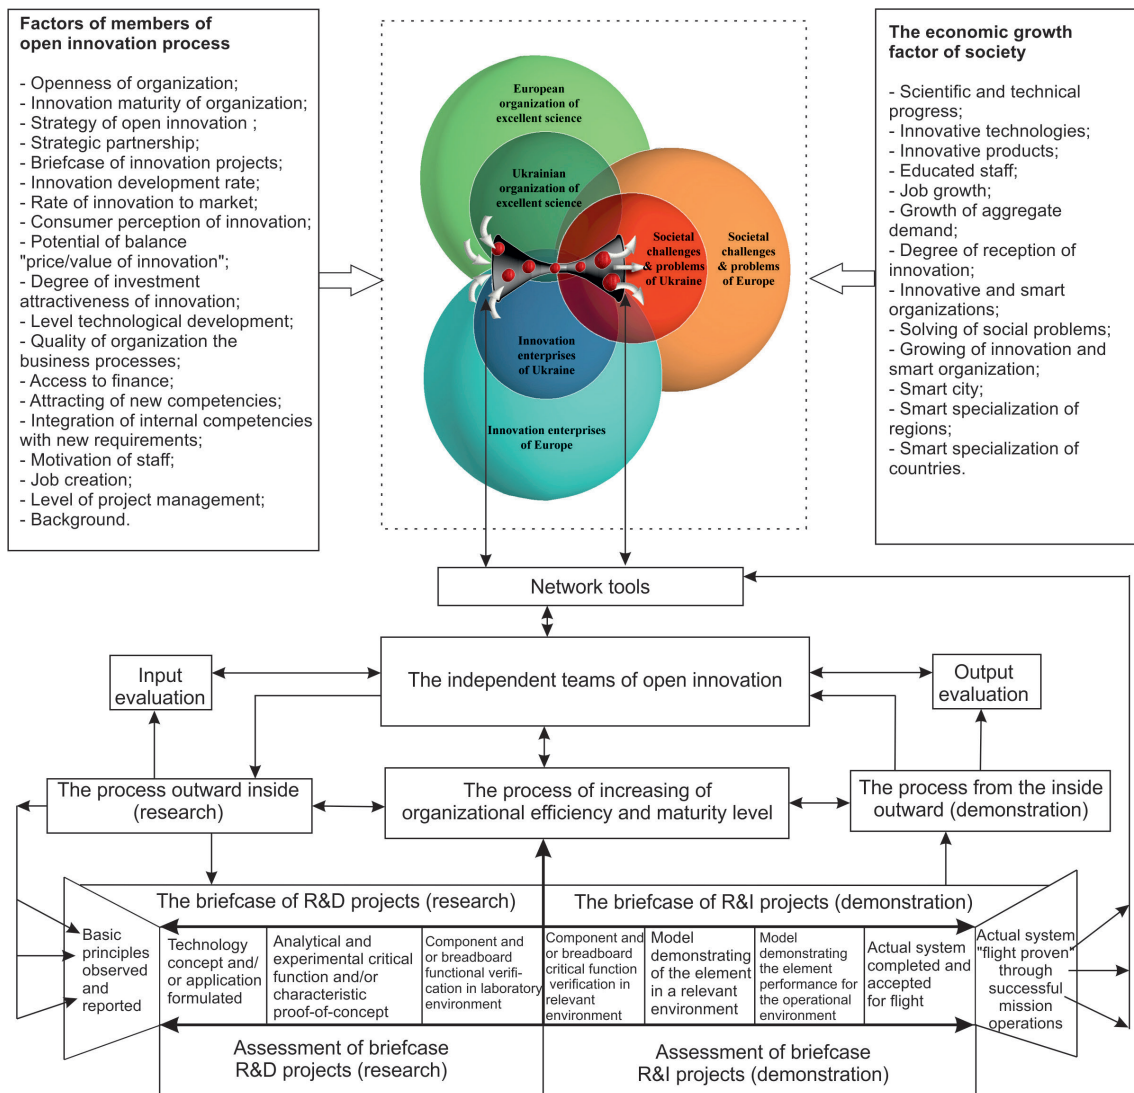 Factors of members of
open innovation process
- Openness of organization;
- Innovation maturity of organization;
- Strategy of open innovation ;
- Strategic partnership;
- Briefcase of innovation projects;
- Innovation development rate;
- Rate of innovation to market;
- Consumer perception of innovation;
- Potential of balance
"price/value of innovation";
- Degree of investment
attractiveness of innovation;
- Level technological development;
- Quality of organization the
business processes;
- Access to finance;
- Attracting of new competencies;
- Integration of internal competencies
with new requirements;
- Motivation of staff;
- Job creation;
- Level of project management;
- Background.
European
organization of
excellent science
Ukrainian
organization of
excellent science
Societal
challenges
& problems
of Ukraine
Societal
challenges
& problems
of Europe
Innovation
enterprises
of Ukraine
Innovation enterprises
of Europe
The economic growth
factor of society
- Scientific and technical
progress;
- Innovative technologies;
- Innovative products;
- Educated staff;
- Job growth;
- Growth of aggregate
demand;
- Degree of reception of
innovation;
- Innovative and smart
organizations;
- Solving of social problems;
- Growing of innovation and
smart organization;
- Smart city;
- Smart specialization of
regions;
- Smart specialization of
countries.
Network tools
Input
evaluation
The independent teams of open innovation
Output
evaluation
The process outward inside
(research)
The process of increasing of
organizational efficiency and maturity level
The process from the inside
outward (demonstration)
The briefcase of R&D projects (research)
The briefcase of R&I projects (demonstration)
Basic
principles
observed
and
reported
Technology
concept and/
or application
formulated
Analytical and
experimental critical
function and/or
characteristic
proof-of-concept
Component and
or breadboard
functional verifi-
cation in laboratory
environment
Component and
or breadboard
critical function
verification in
relevant
environment
Model
demonstrating
of the element
in a relevant
environment
Model
demonstrating
the element
performance for
the operational
environment
Actual system
completed and
accepted
for flight
Actual system
"flight proven"
through
successful
mission
operations
Assessment of briefcase
R&D projects (research)
Assessment of briefcase
R&I projects (demonstration)